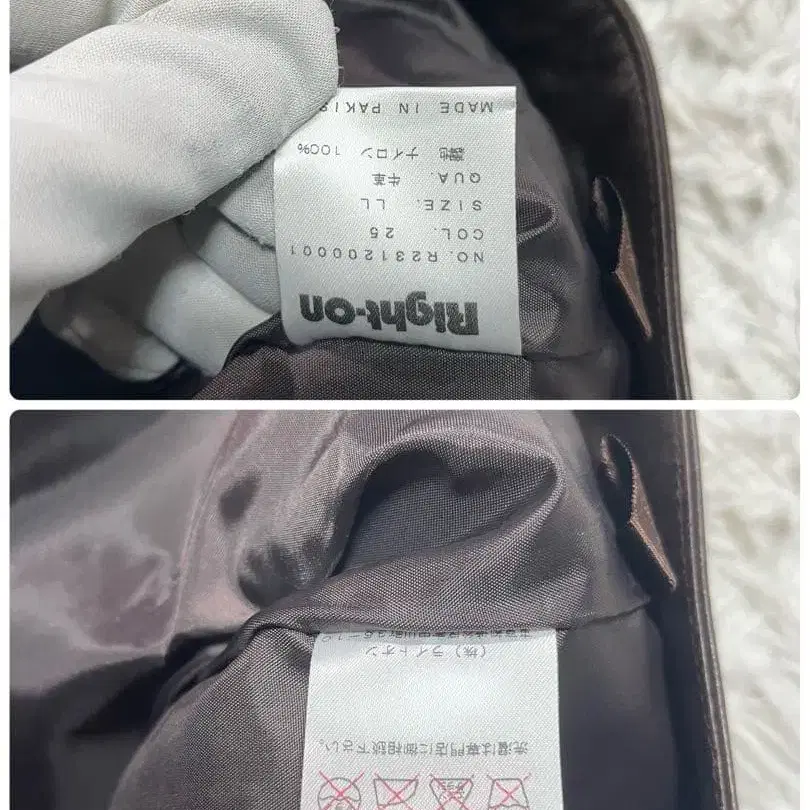 Right-on
NO. R231200001
COL. 25
SIZE. LL
QUA. 牛革
裏地 ナイロン 100%
MADE IN PAKIS
洗濯は専門店に御相談下さい。
(株)ライトオン